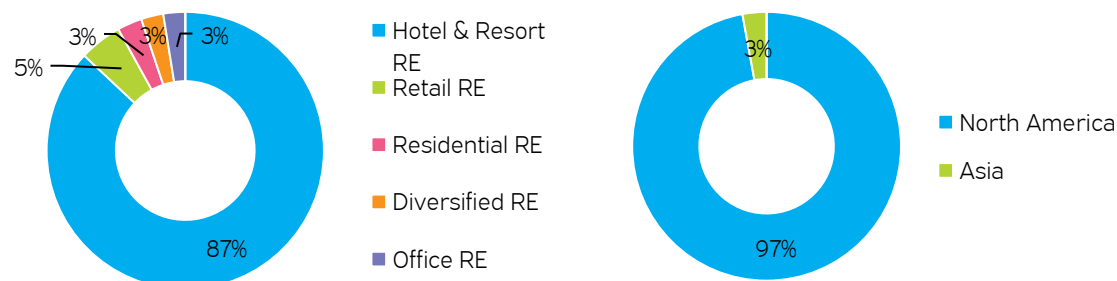 3%
3%
3%
5%
87%
Hotel & Resort
RE
Retail RE
Residential RE
Diversified RE
Office RE
3%
97%
North America
Asia